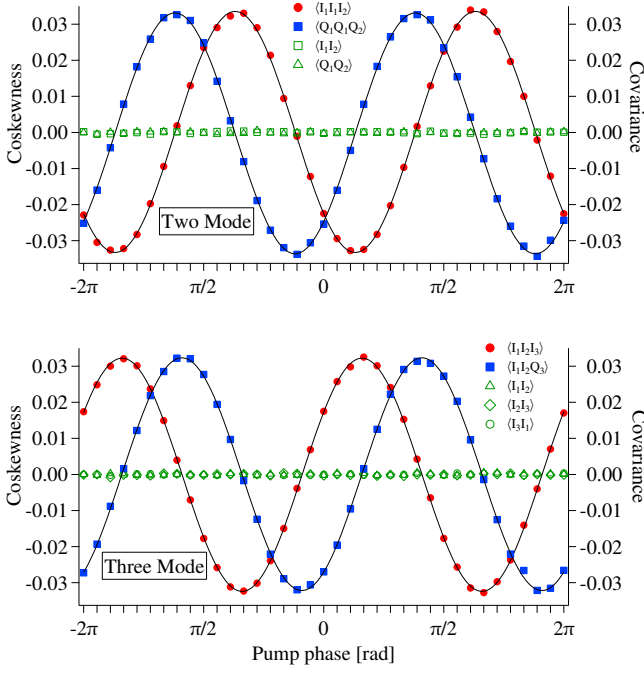 ⟨I₁I₁I₂⟩
⟨Q₁Q₁Q₂⟩
⟨I₁I₂⟩
⟨Q₁Q₂⟩
Coskewness
0.03
0.02
0.01
0.00
-0.01
-0.02
-0.03
Two Mode
0.03
0.02
0.01
0.00
-0.01
-0.02
-0.03
Covariance
-2π π/2 0 π/2 2π
⟨I₁I₂I₃⟩
⟨I₁I₂Q₃⟩
⟨I₁I₂⟩
⟨I₂I₃⟩
⟨I₃I₁⟩
Coskewness
0.03
0.02
0.01
0.00
-0.01
-0.02
-0.03
Three Mode
0.03
0.02
0.01
0.00
-0.01
-0.02
-0.03
Covariance
-2π π/2 0 π/2 2π
Pump phase [rad]